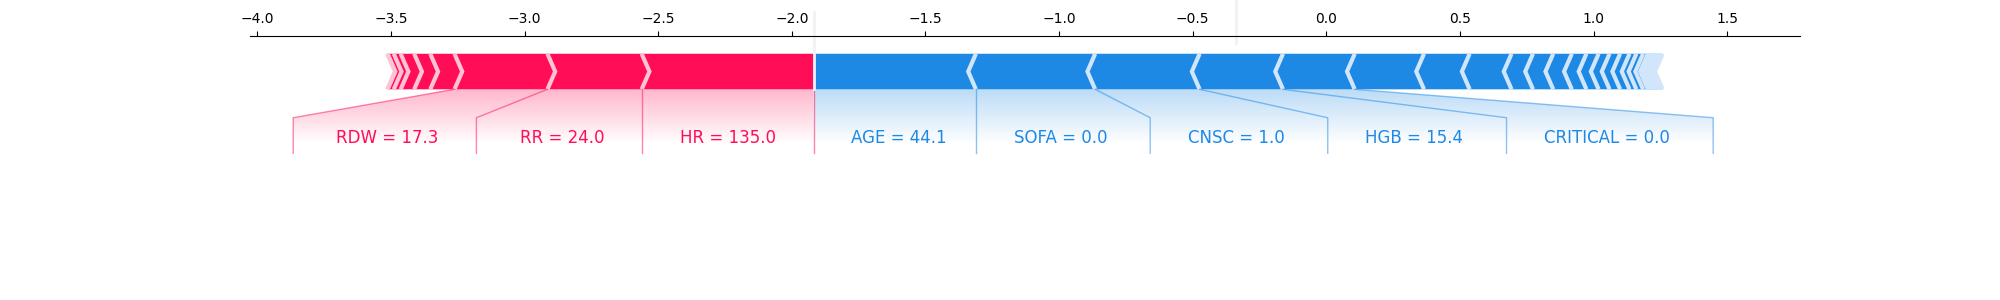 −4.0 −3.5 −3.0 −2.5 −2.0 −1.5 −1.0 −0.5 0.0 0.5 1.0 1.5
RDW = 17.3 RR = 24.0 HR = 135.0 AGE = 44.1 SOFA = 0.0 CNSC = 1.0 HGB = 15.4 CRITICAL = 0.0